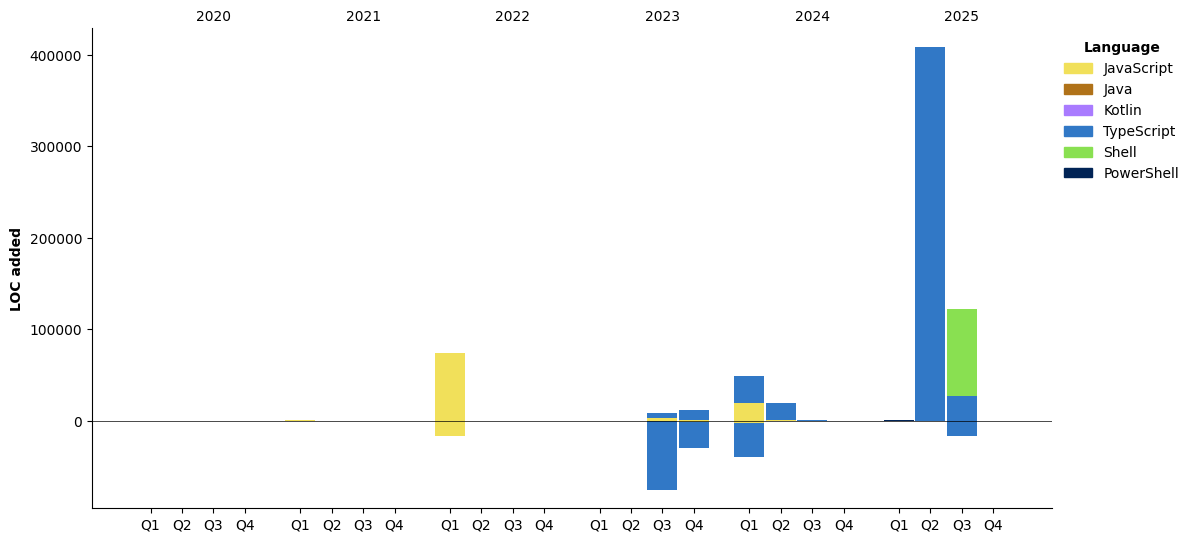 2020 2021 2022 2023 2024 2025
Language
JavaScript
Java
Kotlin
TypeScript
Shell
PowerShell
LOC added
400000
300000
200000
100000
0
Q1 Q2 Q3 Q4 Q1 Q2 Q3 Q4 Q1 Q2 Q3 Q4 Q1 Q2 Q3 Q4 Q1 Q2 Q3 Q4 Q1 Q2 Q3 Q4